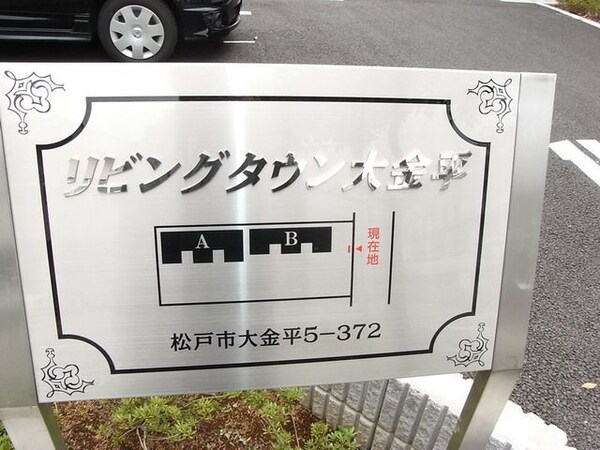 リビングタウン大金平
A B
現在地
松戸市大金平5-372